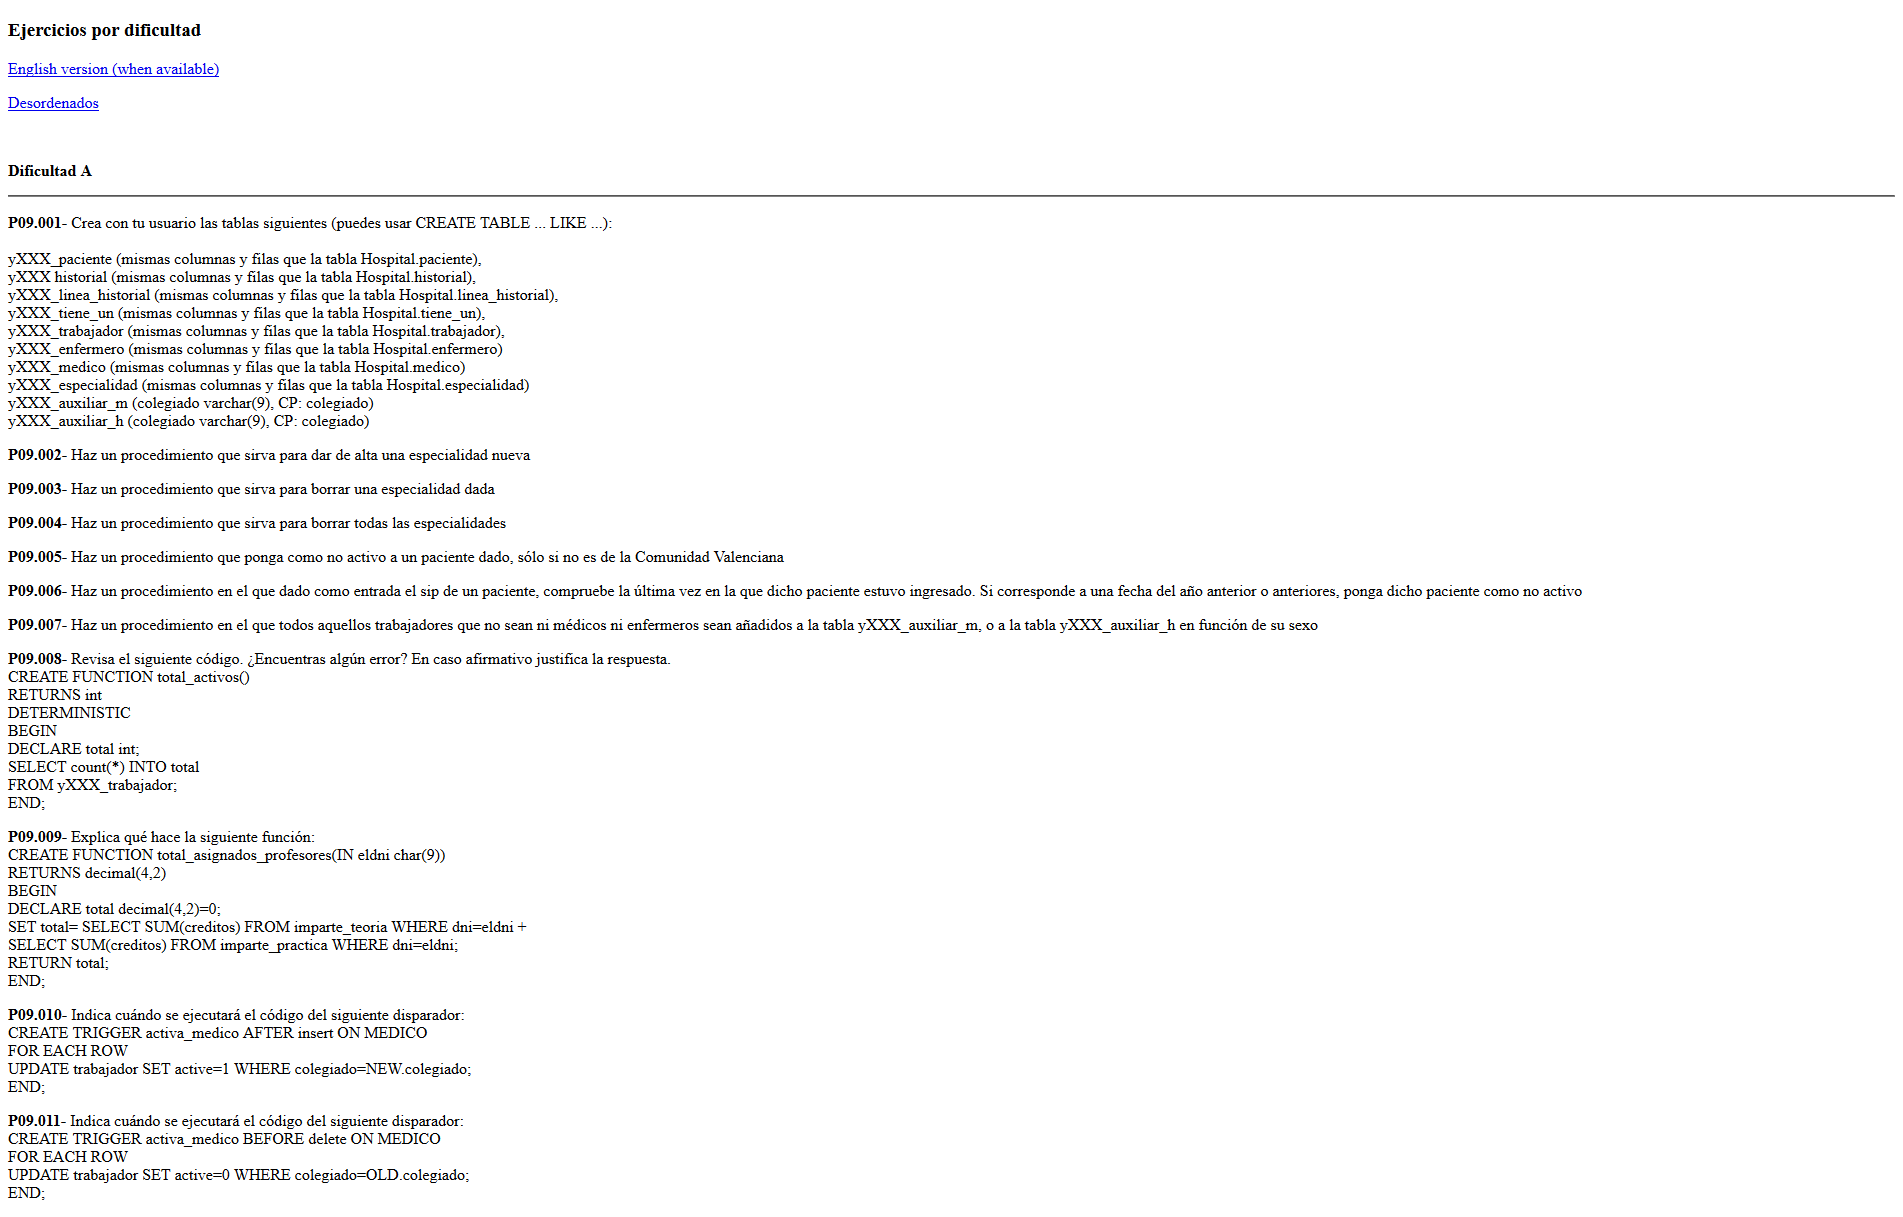 Ejercicios por dificultad
English version (when available)
Desordenados
Dificultad A
P09.001- Crea con tu usuario las tablas siguientes (puedes usar CREATE TABLE ... LIKE ...):
yXXX_paciente (mismas columnas y filas que la tabla Hospital.paciente),
yXXX historial (mismas columnas y filas que la tabla Hospital.historial),
yXXX_linea_historial (mismas columnas y filas que la tabla Hospital.linea_historial),
yXXX_tiene_un (mismas columnas y filas que la tabla Hospital.tiene_un),
yXXX_trabajador (mismas columnas y filas que la tabla Hospital.trabajador),
yXXX_enfermero (mismas columnas y filas que la tabla Hospital.enfermero)
yXXX_medico (mismas columnas y filas que la tabla Hospital.medico)
yXXX_especialidad (mismas columnas y filas que la tabla Hospital.especialidad)
yXXX_auxiliar_m (colegiado varchar(9), CP: colegiado)
yXXX_auxiliar_h (colegiado varchar(9), CP: colegiado)
P09.002- Haz un procedimiento que sirva para dar de alta una especialidad nueva
P09.003- Haz un procedimiento que sirva para borrar una especialidad dada
P09.004- Haz un procedimiento que sirva para borrar todas las especialidades
P09.005- Haz un procedimiento que ponga como no activo a un paciente dado, sólo si no es de la Comunidad Valenciana
P09.006- Haz un procedimiento en el que dado como entrada el sip de un paciente, compruebe la última vez en la que dicho paciente estuvo ingresado. Si corresponde a una fecha del año anterior o anteriores, ponga dicho paciente como no activo
P09.007- Haz un procedimiento en el que todos aquellos trabajadores que no sean ni médicos ni enfermeros sean añadidos a la tabla yXXX_auxiliar_m, o a la tabla yXXX_auxiliar_h en función de su sexo
P09.008- Revisa el siguiente código. ¿Encuentras algún error? En caso afirmativo justifica la respuesta.
CREATE FUNCTION total_activos()
RETURNS int
DETERMINISTIC
BEGIN
DECLARE total int;
SELECT count(*) INTO total
FROM yXXX_trabajador;
END;
P09.009- Explica qué hace la siguiente función:
CREATE FUNCTION total_asignados_profesores(IN eldni char(9))
RETURNS decimal(4,2)
BEGIN
DECLARE total decimal(4,2)=0;
SET total= SELECT SUM(creditos) FROM imparte_teoria WHERE dni=eldni +
SELECT SUM(creditos) FROM imparte_practica WHERE dni=eldni;
RETURN total;
END;
P09.010- Indica cuándo se ejecutará el código del siguiente disparador:
CREATE TRIGGER activa_medico AFTER insert ON MEDICO
FOR EACH ROW
UPDATE trabajador SET active=1 WHERE colegiado=NEW.colegiado;
END;
P09.011- Indica cuándo se ejecutará el código del siguiente disparador:
CREATE TRIGGER activa_medico BEFORE delete ON MEDICO
FOR EACH ROW
UPDATE trabajador SET active=0 WHERE colegiado=OLD.colegiado;
END;